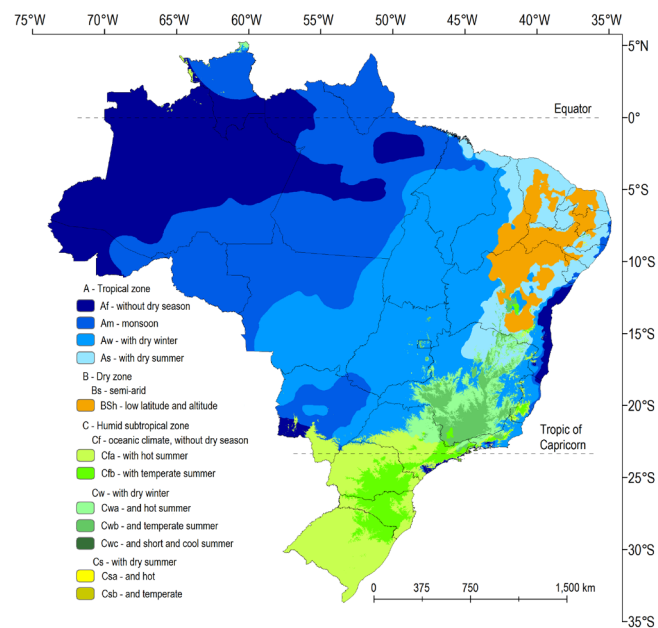 75°W 70°W 65°W 60°W 55°W 50°W 45°W 40°W 35°W
5°N
Equator
0°
5°S
10°S
A - Tropical zone
Af - without dry season
Am - monsoon
15°S
Aw - with dry winter
As - with dry summer
B - Dry zone
Bs - semi-arid
BSh - low latitude and altitude
20°S
C - Humid subtropical zone
Cf - oceanic climate, without dry season
Tropic of
Capricorn
Cfa - with hot summer
Cfb - with temperate summer
25°S
Cw - with dry winter
Cwa - and hot summer
Cwb - and temperate summer
Cwc - and short and cool summer
30°S
Cs - with dry summer
Csa - and hot
Csb - and temperate
0 375 750 1,500 km
35°S